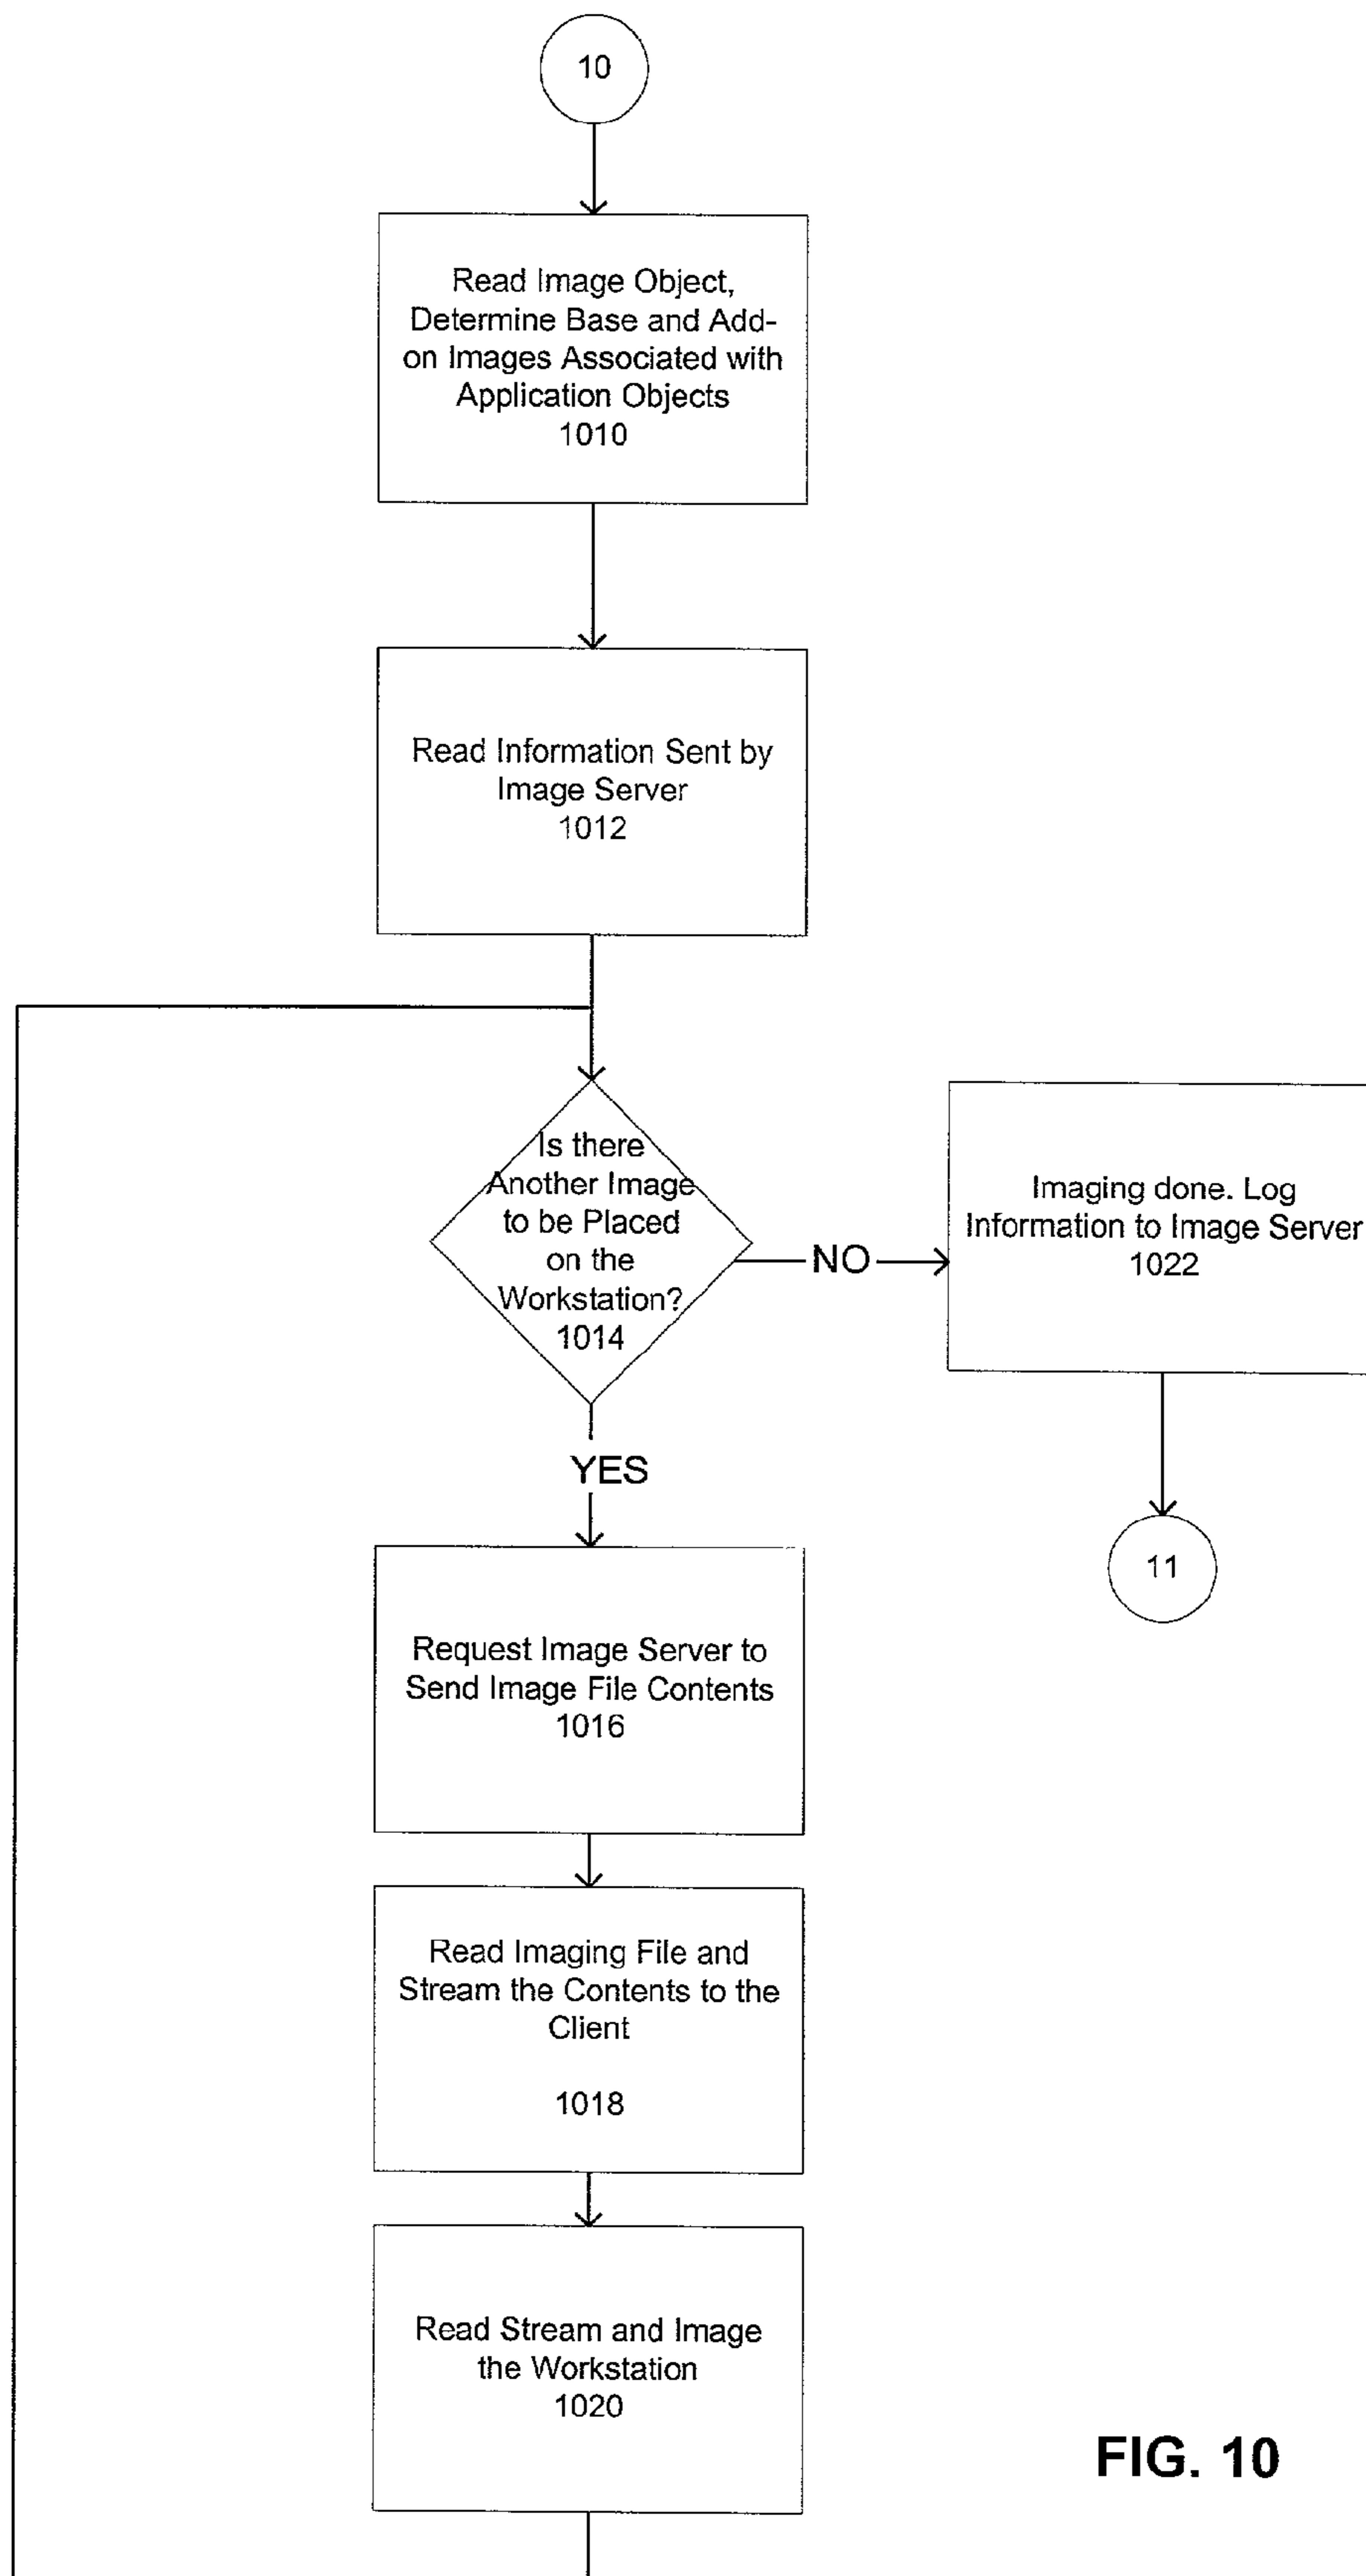 10
Read Image Object,
Determine Base and Add-
on Images Associated with
Application Objects
1010
Read Information Sent by
Image Server
1012
Is there
Another Image
to be Placed
on the
Workstation?
1014
NO
Imaging done. Log
Information to Image Server
1022
YES
11
Request Image Server to
Send Image File Contents
1016
Read Imaging File and
Stream the Contents to the
Client
1018
Read Stream and Image
the Workstation
1020
FIG. 10